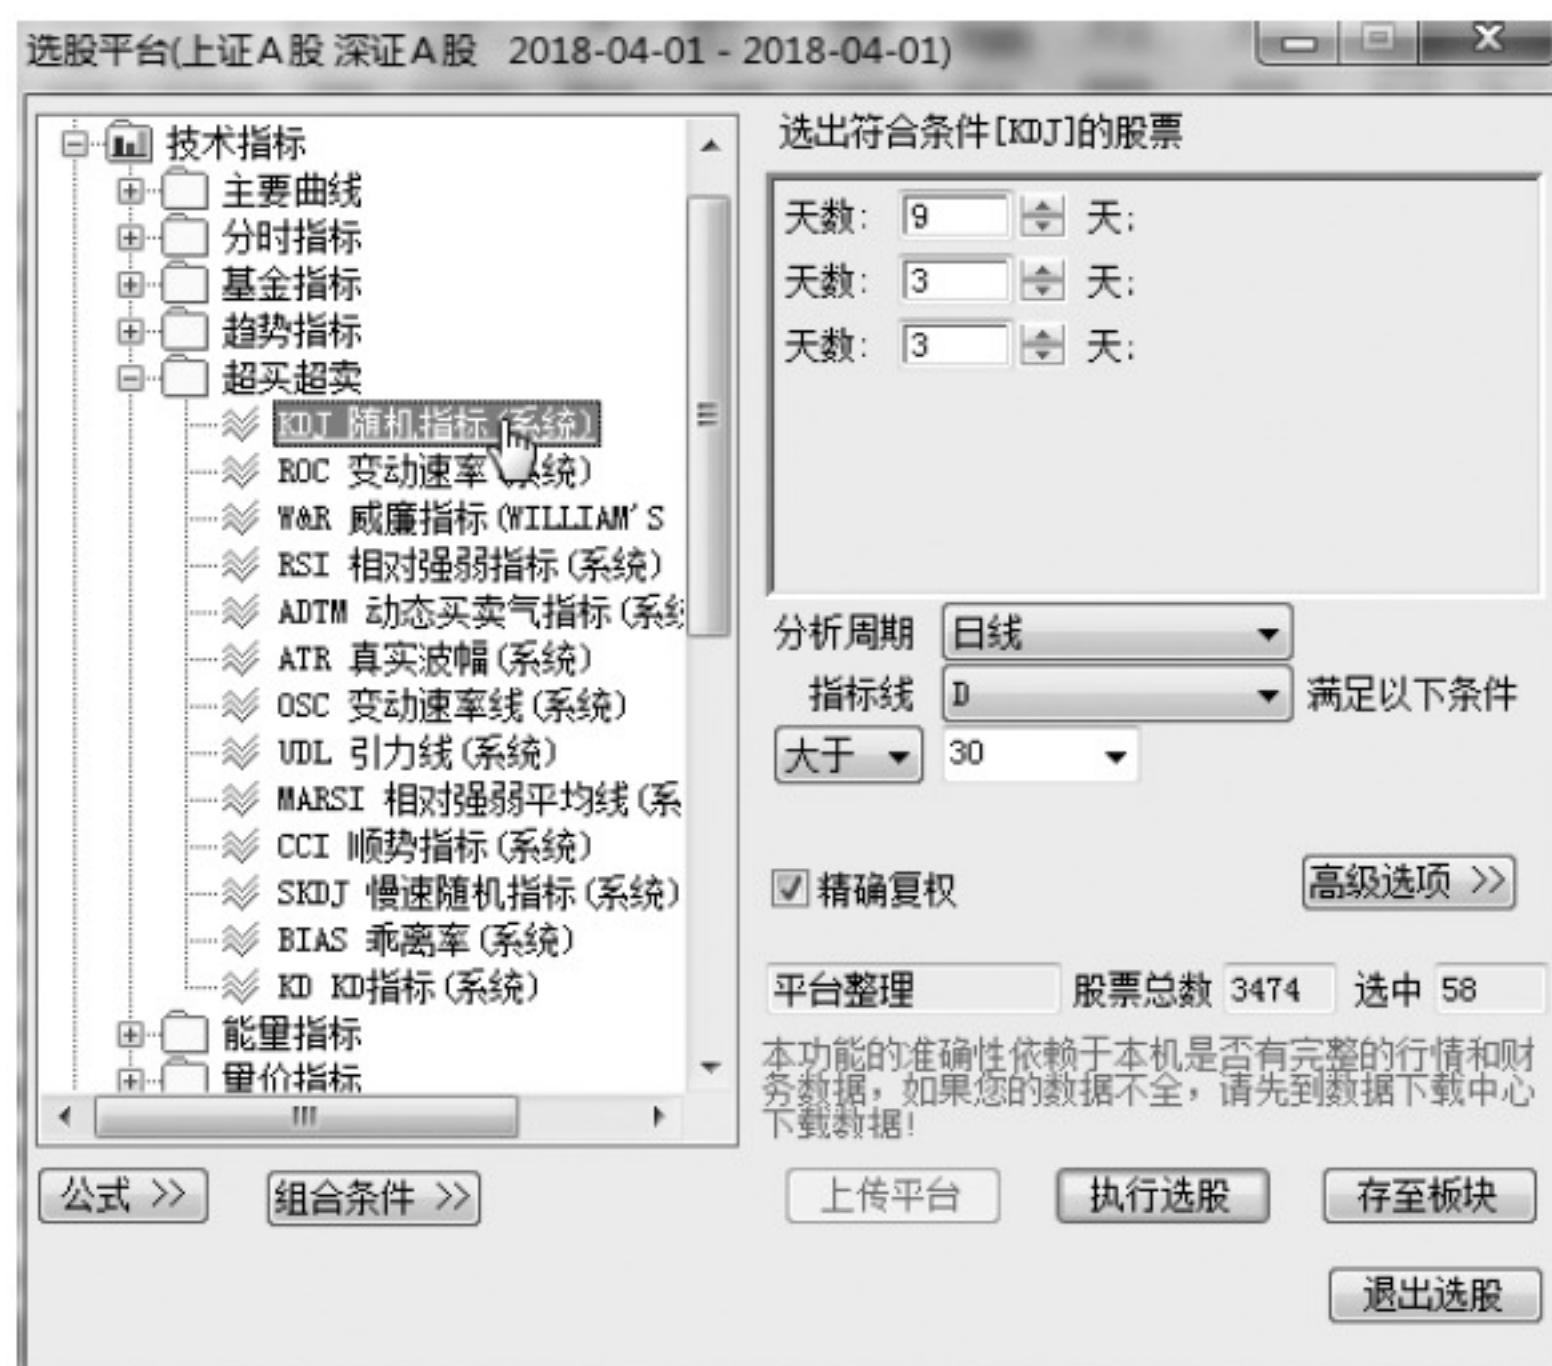 选股平台(上证A股 深证A股 2018-04-01 - 2018-04-01)
技术指标
主要曲线
分时指标
基金指标
趋势指标
超买超卖
KDJ 随机指标(系统)
ROC 变动速率(系统)
W&R 威廉指标(WILLIAM'S
RSI 相对强弱指标(系统)
ADTM 动态买卖气指标(系统
ATR 真实波幅(系统)
OSC 变动速率线(系统)
UDL 引力线(系统)
MARSI 相对强弱平均线(系
CCI 顺势指标(系统)
SKDJ 慢速随机指标(系统)
BIAS 乖离率(系统)
KD KD指标(系统)
能量指标
量价指标
公式 >>
组合条件 >>
选出符合条件[KDJ]的股票
天数: 9 天;
天数: 3 天;
天数: 3 天;
分析周期 日线
指标线 D 满足以下条件
大于 30
精确复权
高级选项 >>
平台整理 股票总数 3474 选中 58
本功能的准确性依赖于本机是否有完整的行情和财
务数据，如果您的数据不全，请先到数据下载中心
下载数据!
上传平台 执行选股 存至板块
退出选股